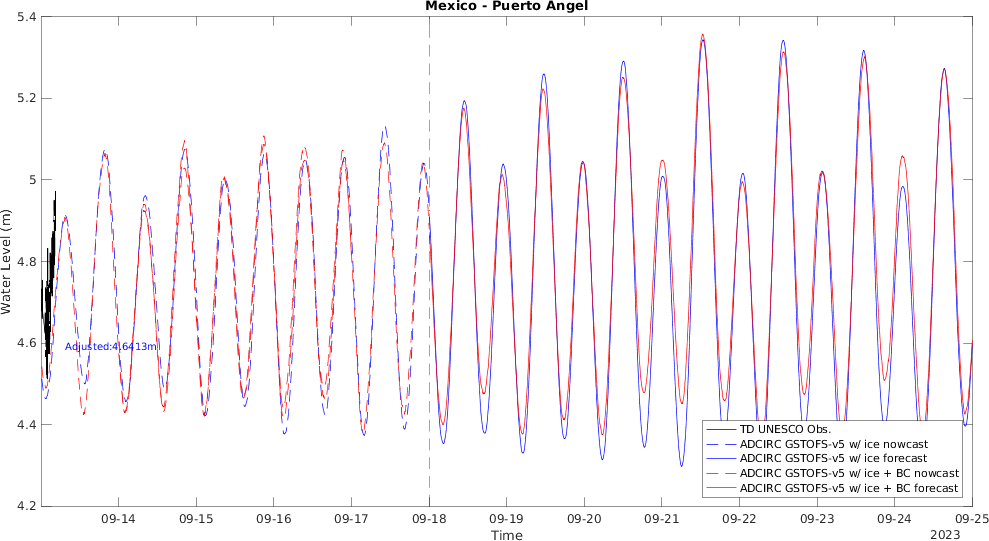 Mexico - Puerto Angel
5.4
5.2
5
4.8
4.6
4.4
4.2
Water Level (m)
Adjusted:4.6413m
TD UNESCO Obs.
ADCIRC GSTOFS-v5 w/ ice nowcast
ADCIRC GSTOFS-v5 w/ ice forecast
ADCIRC GSTOFS-v5 w/ ice + BC nowcast
ADCIRC GSTOFS-v5 w/ ice + BC forecast
09-14 09-15 09-16 09-17 09-18 09-19 09-20 09-21 09-22 09-23 09-24 09-25
Time 2023